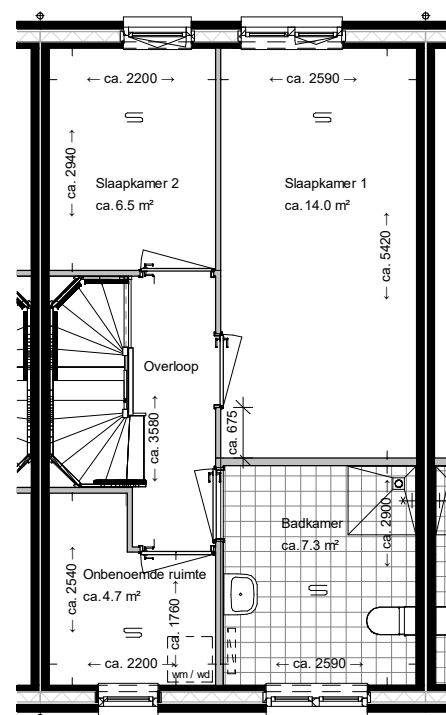 ← ca. 2200 →
← ca. 2590 →
← ca. 2940 →
Slaapkamer 2
ca. 6.5 m²
Slaapkamer 1
ca. 14.0 m²
← ca. 5420 →
Overloop
← ca. 3580 →
ca. 675
Badkamer
ca. 7.3 m²
← ca. 2900 →
Onbenoemde ruimte
ca. 4.7 m²
← ca. 2540 →
← ca. 1760 →
wm / wd
← ca. 2200 →
← ca. 2590 →